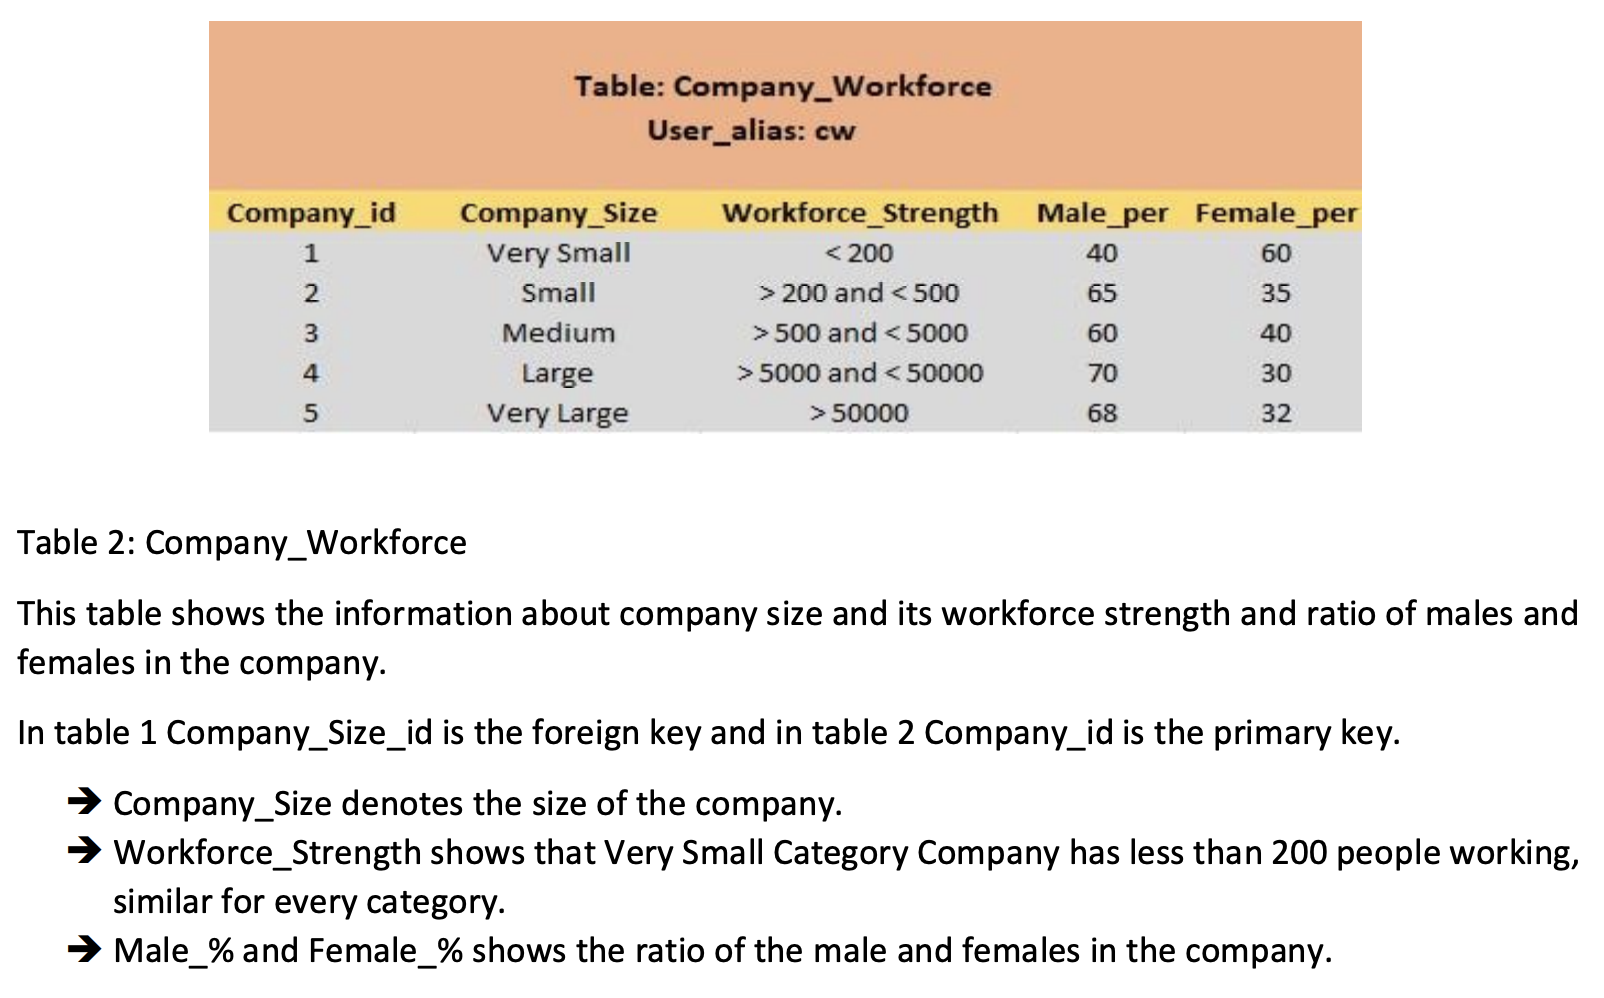 Table: Company_Workforce
User_alias: cw
Company_id Company_Size Workforce_Strength Male_per Female_per
1 Very Small < 200 40 60
2 Small > 200 and < 500 65 35
3 Medium > 500 and < 5000 60 40
4 Large > 5000 and < 50000 70 30
5 Very Large > 50000 68 32
Table 2: Company_Workforce
This table shows the information about company size and its workforce strength and ratio of males and
females in the company.
In table 1 Company_Size_id is the foreign key and in table 2 Company_id is the primary key.
➔ Company_Size denotes the size of the company.
➔ Workforce_Strength shows that Very Small Category Company has less than 200 people working,
similar for every category.
➔ Male_% and Female_% shows the ratio of the male and females in the company.